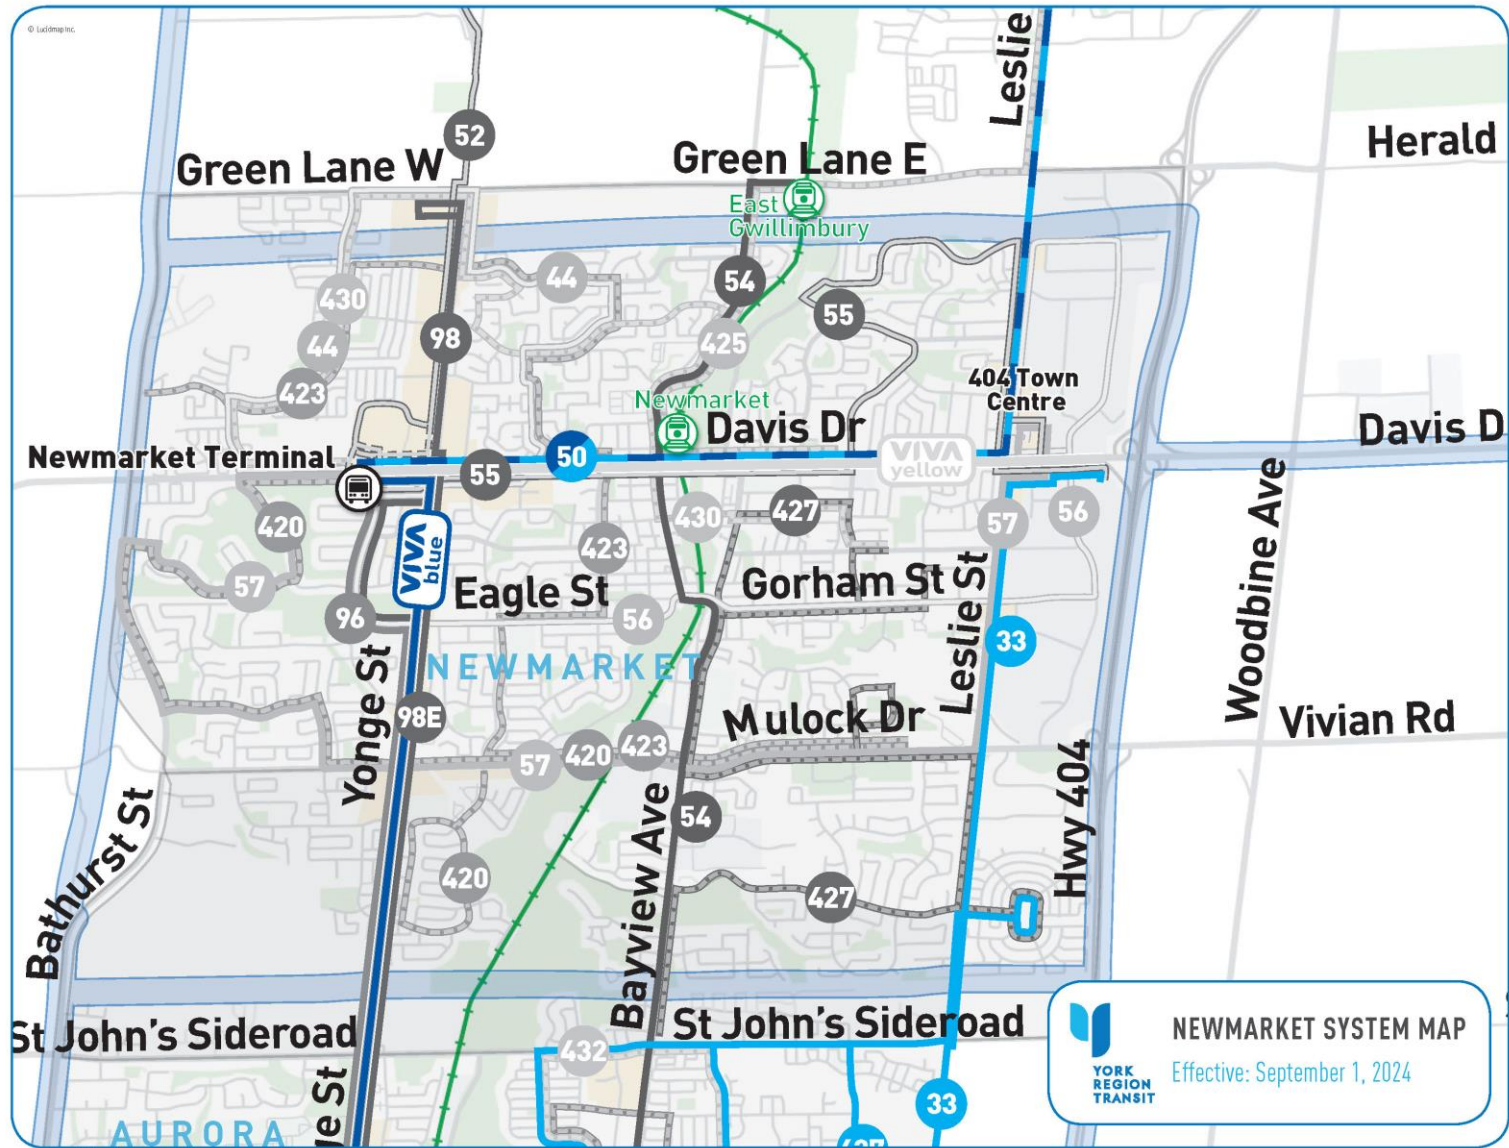 © Lucidmap Inc.
Leslie
52
Green Lane W
Green Lane E
Herald
East
Gwillimbury
44
54
430
55
98
425
44
423
404 Town
Centre
Newmarket
Davis Dr
Davis D
Newmarket Terminal
50
VIVA
yellow
55
420
430
427
57
56
423
VIVA
blue
57
Eagle St
Gorham St
Leslie St
Woodbine Ave
96
56
33
NEWMARKET
Yonge St
98E
Mulock Dr
Vivian Rd
57
420
423
Hwy 404
54
Bayview Ave
Bathurst St
420
427
St John's Sideroad
St John's Sideroad
432
ge St
33
AURORA
YORK
REGION
TRANSIT
NEWMARKET SYSTEM MAP
Effective: September 1, 2024